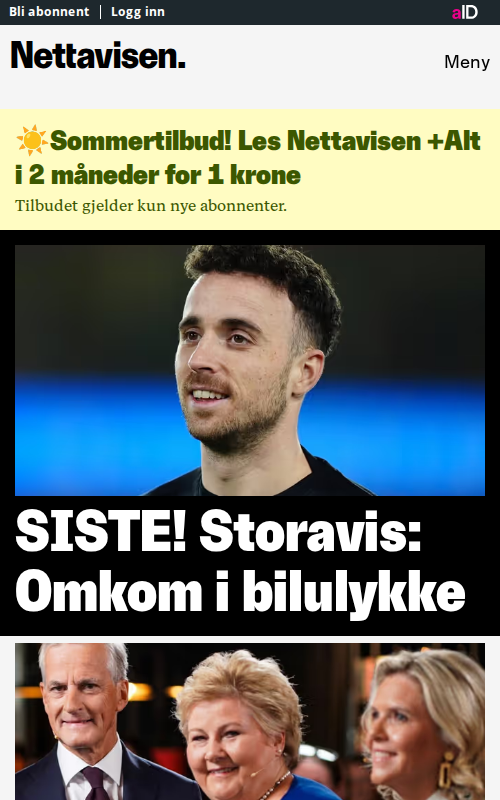 Bli abonnent | Logg inn
aID
Nettavisen.
Meny
☀️Sommertilbud! Les Nettavisen +Alt
i 2 måneder for 1 krone
Tilbudet gjelder kun nye abonnenter.
SISTE! Storavis:
Omkom i bilulykke